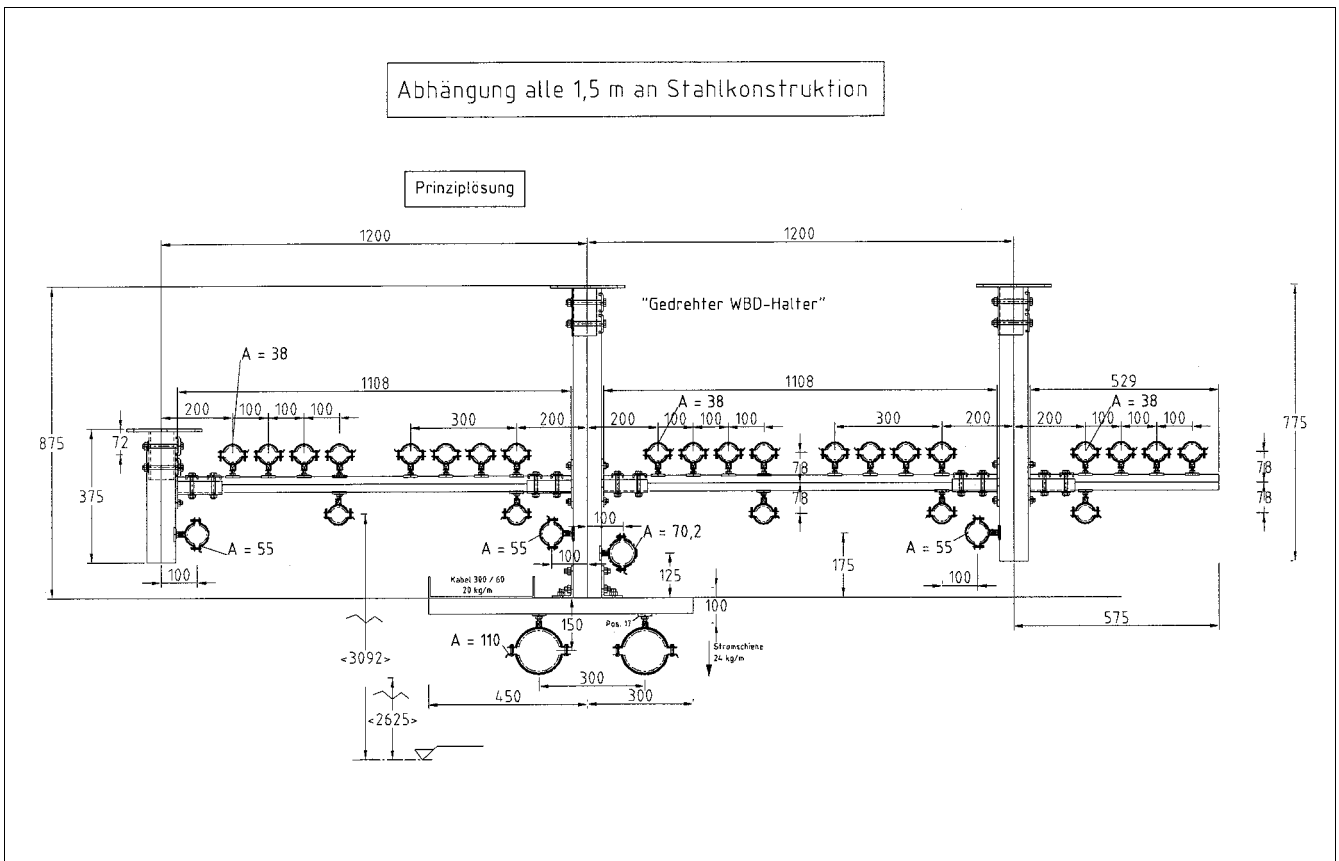 Abhängung alle 1,5 m an Stahlkonstruktion
Prinziplösung
1200 1200
"Gedrehter WBD-Halter"
A = 38
1108 1108 529
A = 38 A = 38
200 100 100 100 300 200 200 100 100 100 300 200 200 100 100 100
875 72 775
78 78
375 78 78
100
A = 55 A = 55 A = 70,2 A = 55
100 100 125 175 100
Kabel 300 / 60
20 kg/m
100
150 Pos. 17 575
A = 110 Stromschiene
24 kg/m
<3092>
300
450 300
<2625>